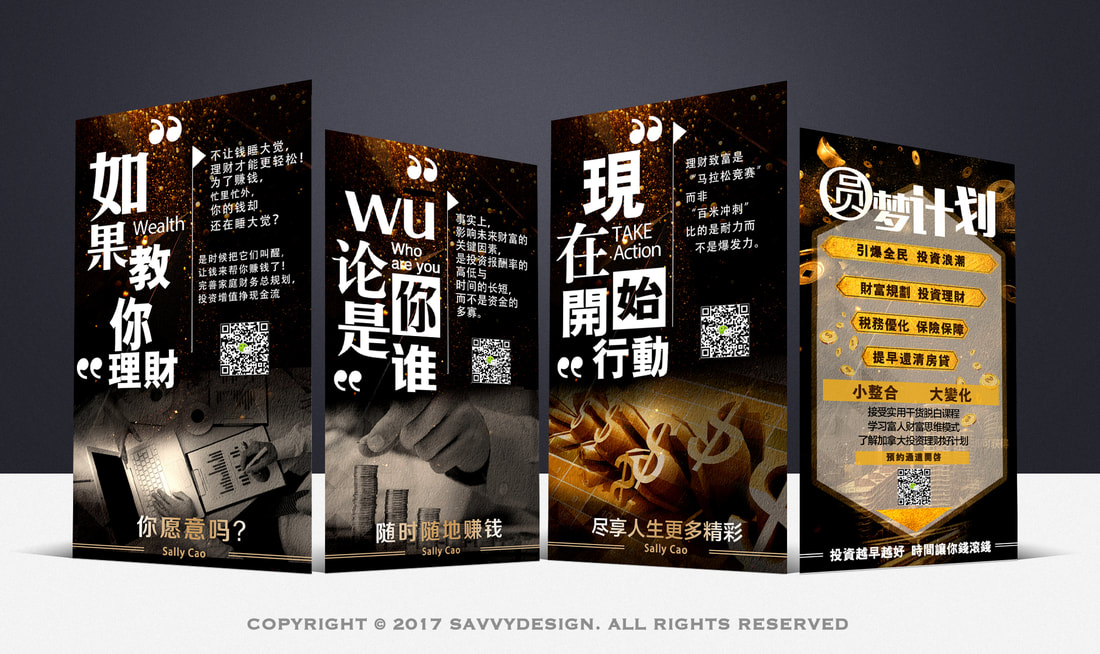 如
果
Wealth
教
你
理財
不让钱睡大觉,
理财才能更轻松!
为了赚钱,
忙里忙外,
你的钱却
还在睡大觉?
是时候把它们叫醒,
让钱来帮你赚钱了!
完善家庭财务总规划,
投资增值挣现金流
你愿意吗?
Sally Cao
wu
论
是
Who
are you
你
谁
事实上,
影响未来财富的
关键因素,
是投资报酬率的
高低与
时间的长短,
而不是资金的
多寡。
随时随地赚钱
Sally Cao
現
在
TAKE
Action
開
始
行動
理财致富是
“马拉松竞赛”
而非
“百米冲刺”
比的是耐力而
不是爆发力。
尽享人生更多精彩
Sally Cao
圆梦计划
引爆全民 投資浪潮
財富規劃 投資理財
税務優化 保險保障
提早還清房貸
小整合 大變化
接受实用干货脱白课程
学习富人财富思维模式
了解加拿大投资理财好计划
預約通道開啓
投資越早越好 時間讓你錢滾錢
COPYRIGHT © 2017 SAVVYDESIGN. ALL RIGHTS RESERVED